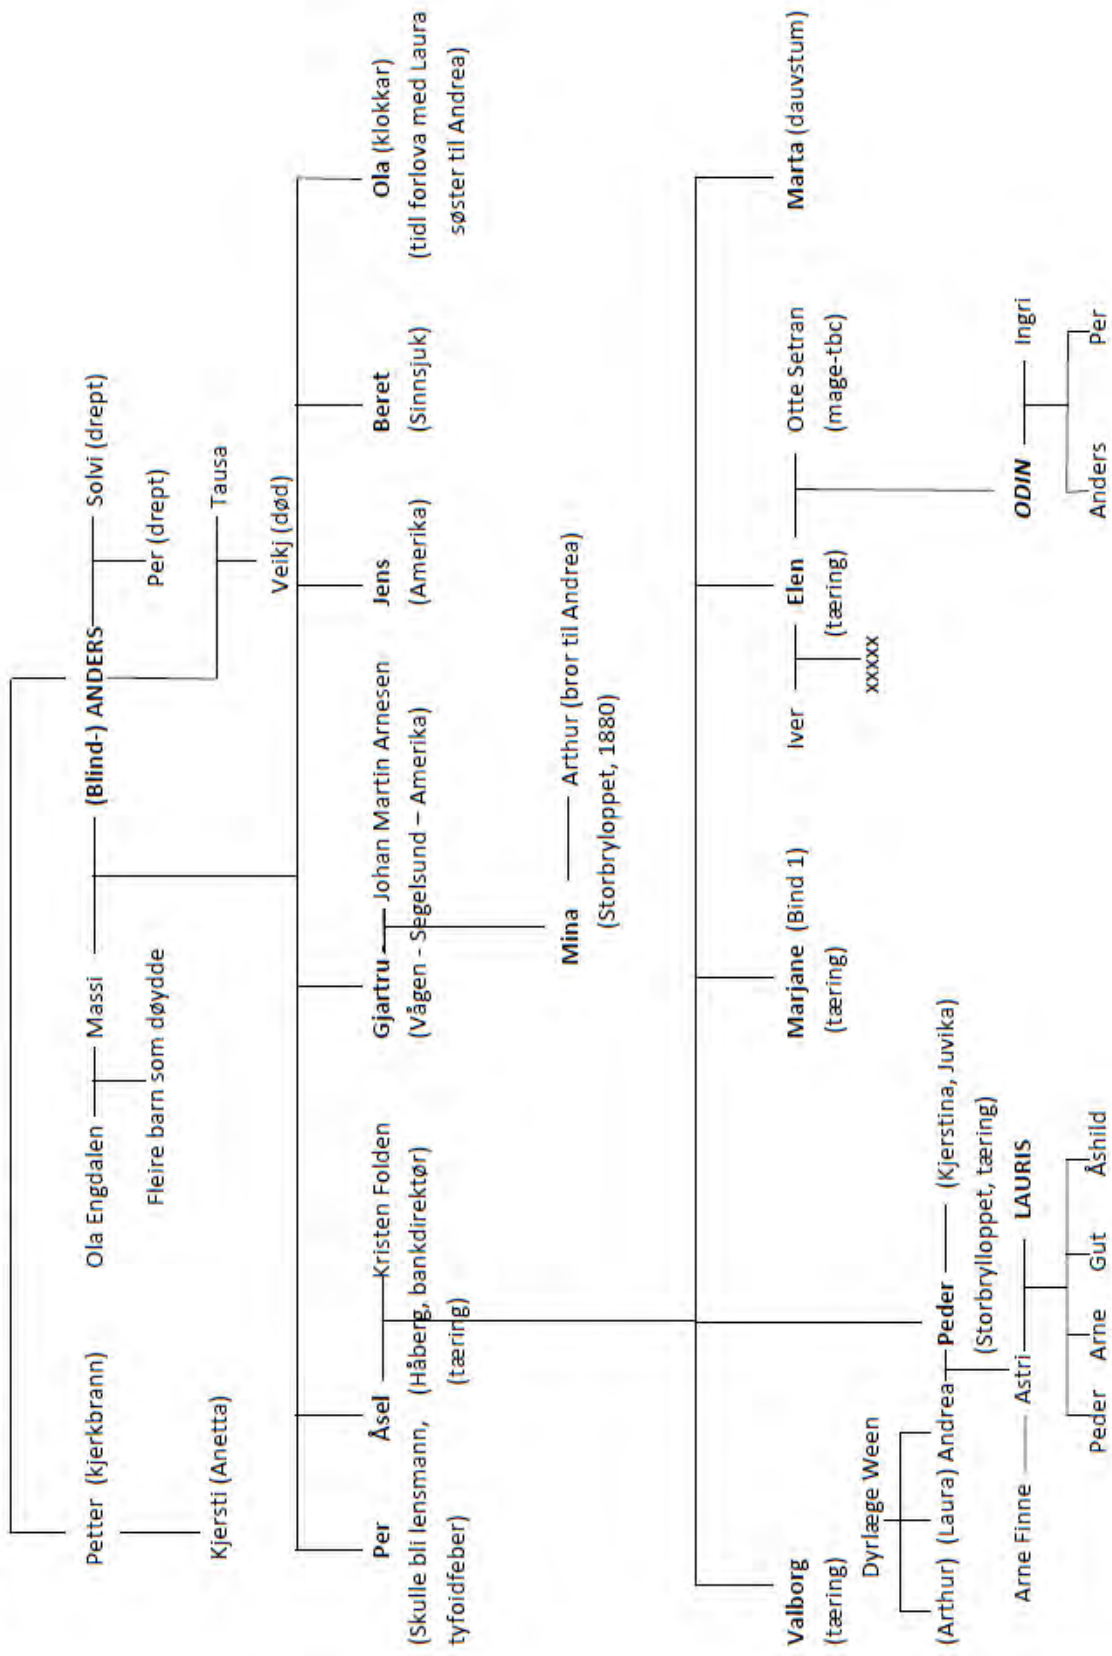 Petter (kjerkbrann)
Ola Engdalen
Massi
(Blind-) ANDERS
Solvi (drept)
Fleire barn som døydde
Per (drept)
Kjersti (Anetta)
Tausa
Veikj (død)
Per
Åsel
Kristen Folden
Gjartru
Johan Martin Arnesen
Jens
Beret
Ola (klokkar)
(Skulle bli lensmann,
(Håberg, bankdirektør)
(Vågen - Segelsund – Amerika)
(Amerika)
(Sinnsjuk)
(tidl forlova med Laura
tyfoidfeber)
(tæring)
søster til Andrea)
Mina
Arthur (bror til Andrea)
(Storbryloppet, 1880)
Valborg
Marjane (Bind 1)
Iver
Elen
Otte Setran
Marta (dauvstum)
(tæring)
(tæring)
(tæring)
(mage-tbc)
Dyrlæge Ween
xxxxx
(Arthur) (Laura) Andrea
Peder
(Kjerstina, Juvika)
(Storbrylloppet, tæring)
Arne Finne
Astri
LAURIS
ODIN
Ingri
Peder
Arne
Gut
Åshild
Anders
Per